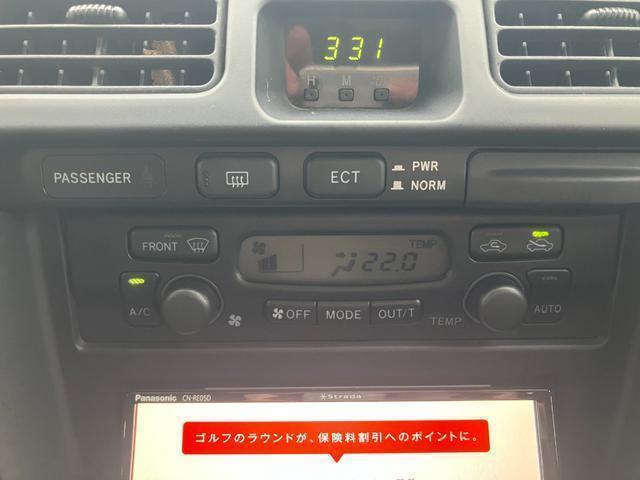 331
H M
PASSENGER
ECT
PWR
NORM
FRONT
TEMP
22.0
A/C
OFF MODE OUT/T
TEMP
AUTO
Panasonic CN-RE05D
Strada
ゴルフのラウンドが、保険料割引へのポイントに。